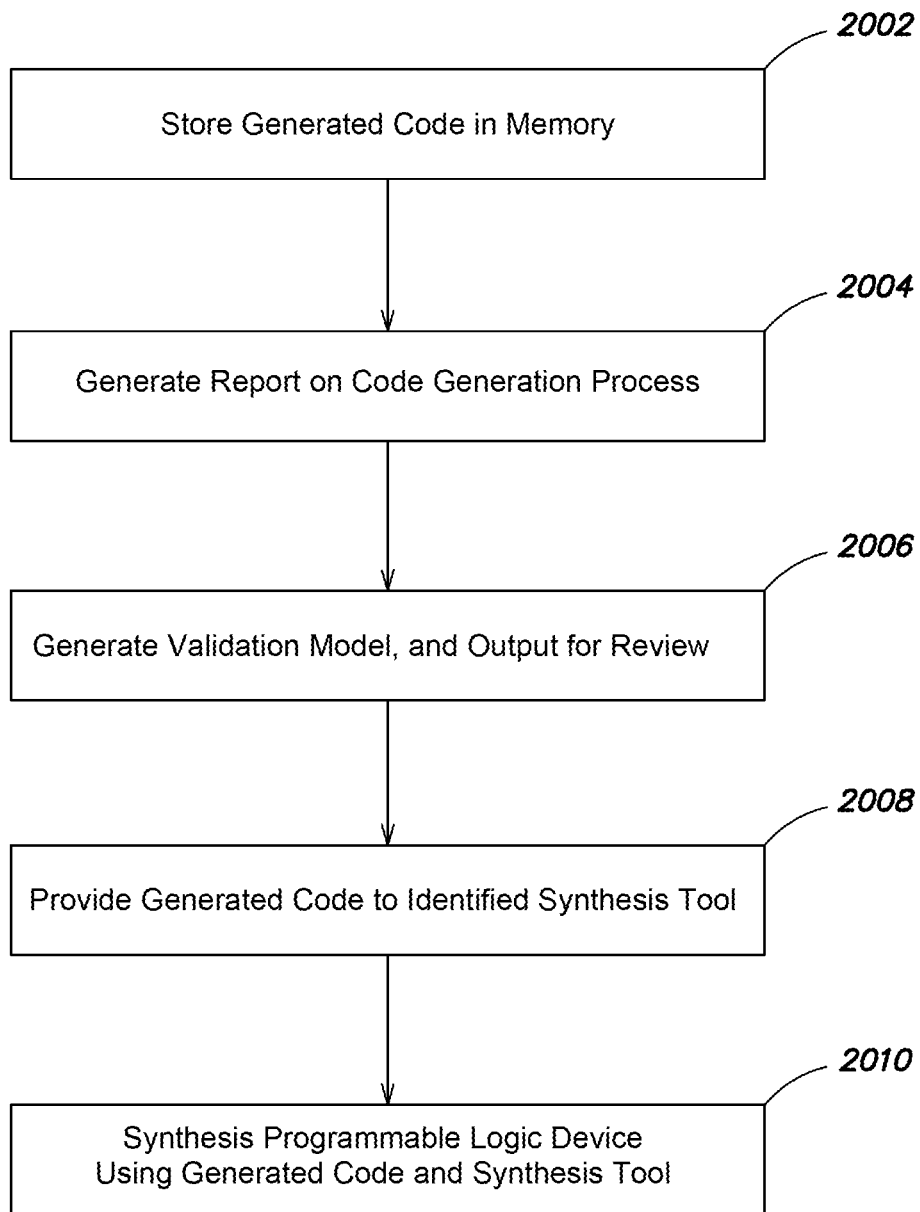 2002
Store Generated Code in Memory
2004
Generate Report on Code Generation Process
2006
Generate Validation Model, and Output for Review
2008
Provide Generated Code to Identified Synthesis Tool
2010
Synthesis Programmable Logic Device
Using Generated Code and Synthesis Tool